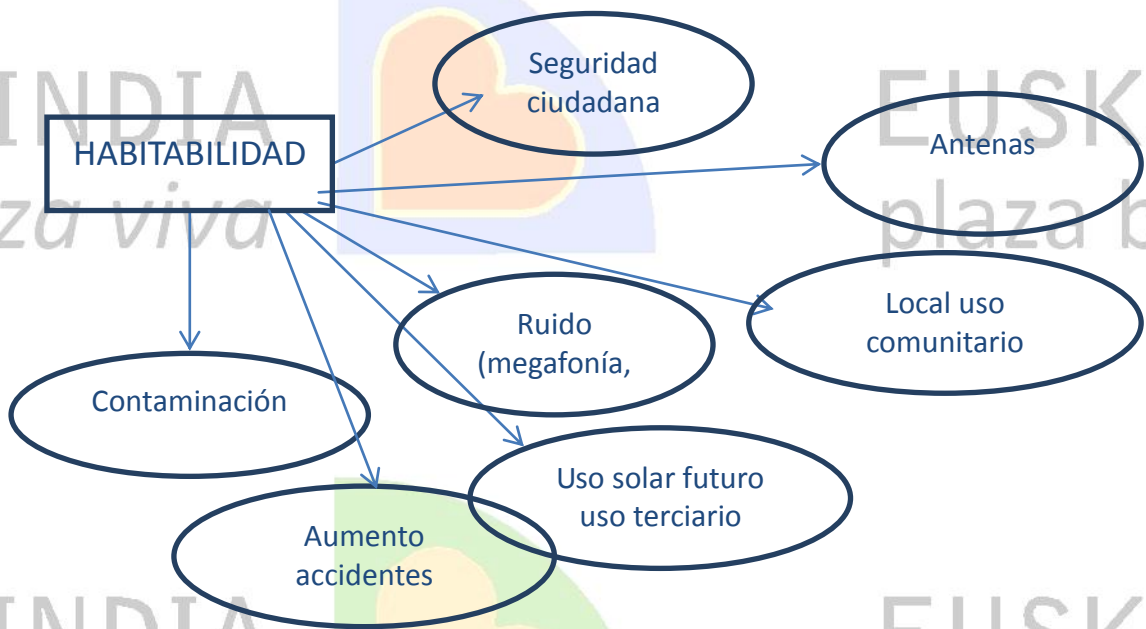 Seguridad
ciudadana
INDIA
EUSK
HABITABILIDAD
Antenas
za viva
plaza b
Local uso
comunitario
Ruido
(megafonía,
Contaminación
Uso solar futuro
uso terciario
Aumento
accidentes
INDIA
EUSK